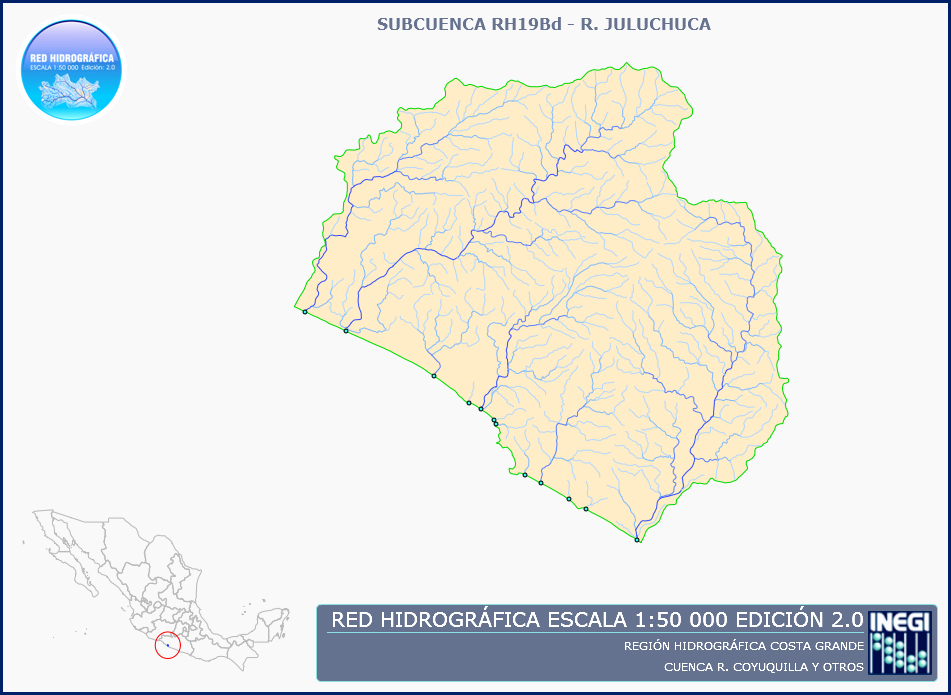 SUBCUENCA RH19Bd - R. JULUCHUCA
RED HIDROGRÁFICA
ESCALA 1:50 000 Edición: 2.0
RED HIDROGRÁFICA ESCALA 1:50 000 EDICIÓN 2.0
REGIÓN HIDROGRÁFICA COSTA GRANDE
CUENCA R. COYUQUILLA Y OTROS
INEGI